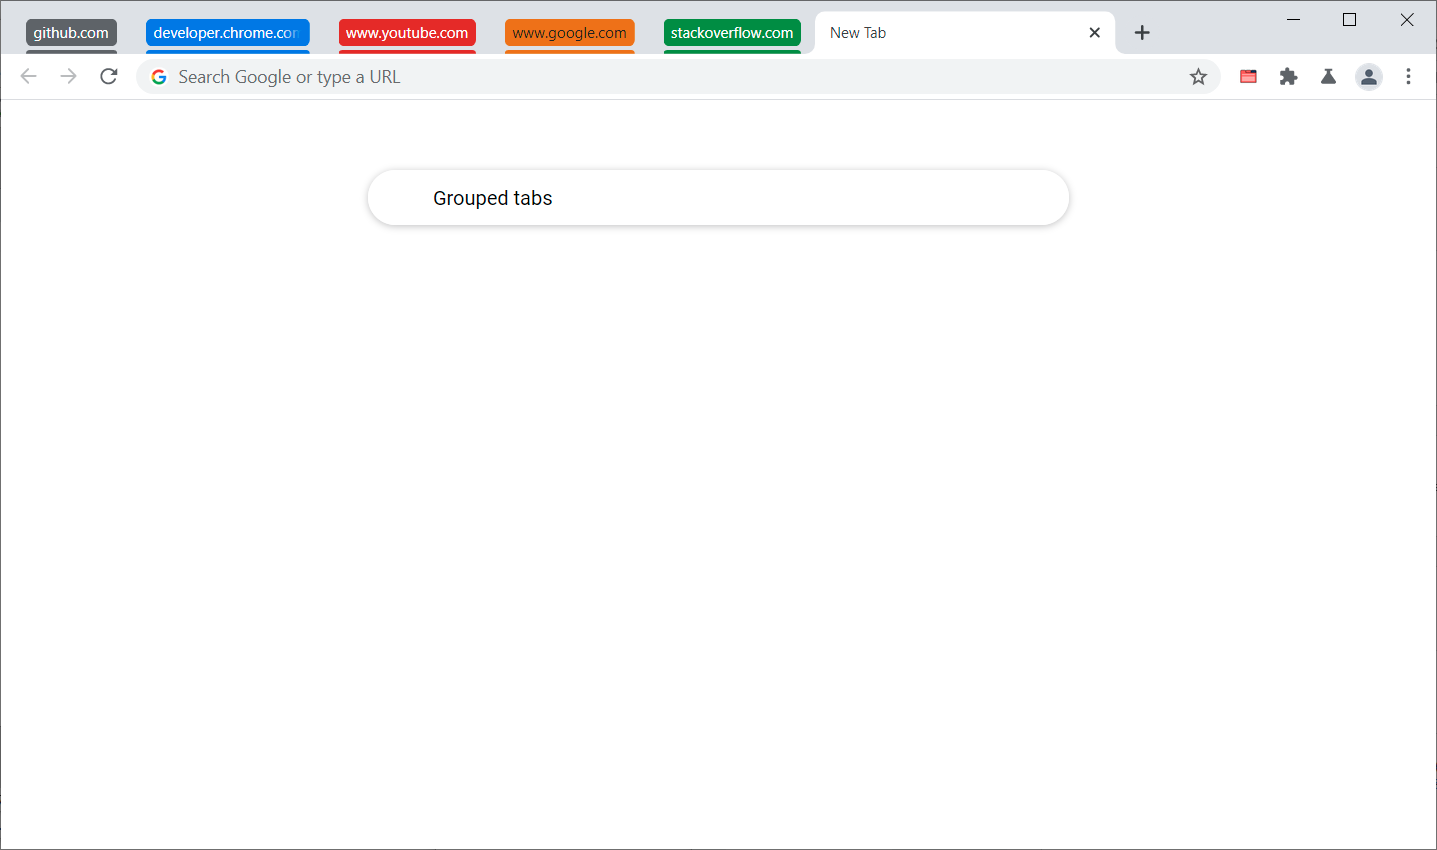 github.com
developer.chrome.com
www.youtube.com
www.google.com
stackoverflow.com
New Tab
Search Google or type a URL
Grouped tabs